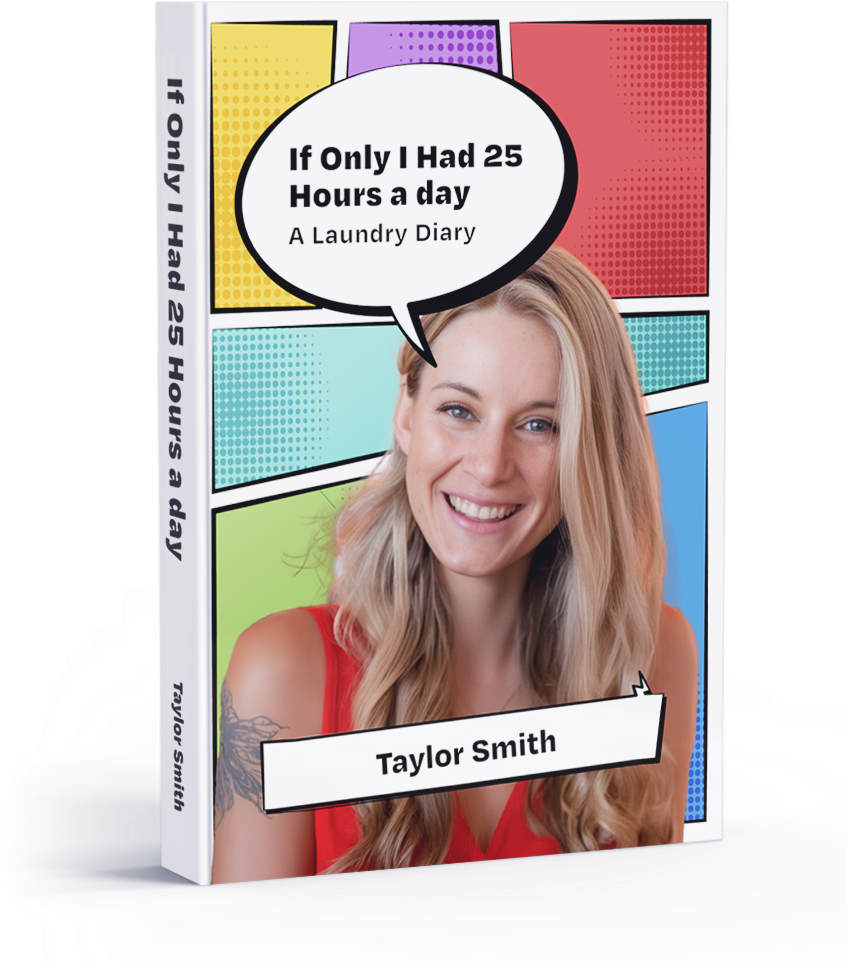 If Only I Had 25 Hours a day
Taylor Smith
If Only I Had 25
Hours a day
A Laundry Diary
Taylor Smith